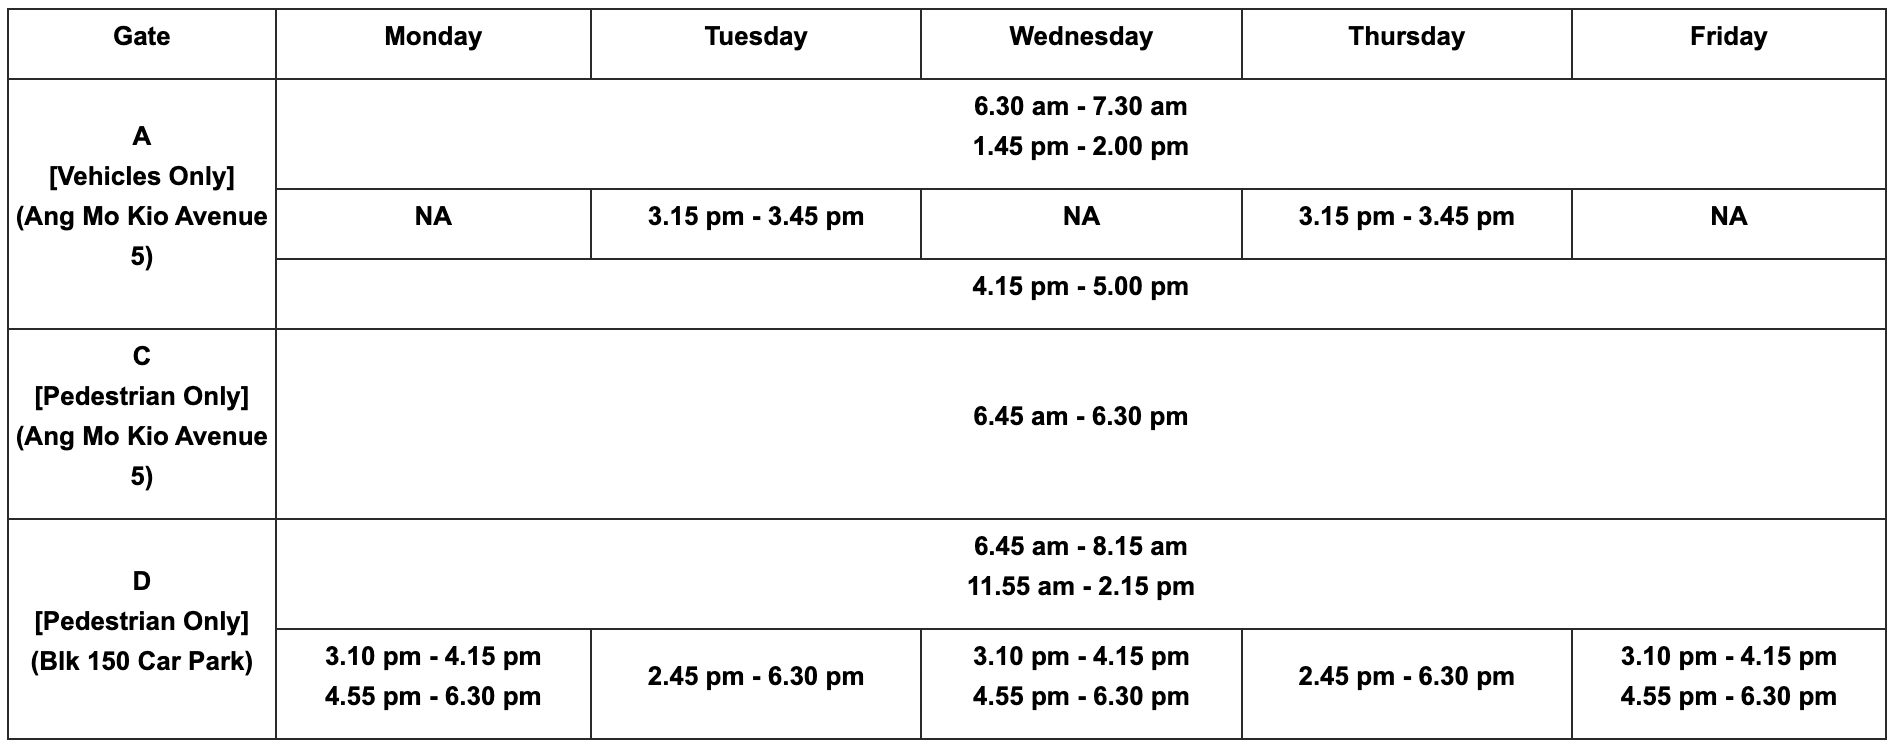 Gate Monday Tuesday Wednesday Thursday Friday
A
[Vehicles Only]
(Ang Mo Kio Avenue
5)
6.30 am - 7.30 am
1.45 pm - 2.00 pm
NA 3.15 pm - 3.45 pm NA 3.15 pm - 3.45 pm NA
4.15 pm - 5.00 pm
C
[Pedestrian Only]
(Ang Mo Kio Avenue
5)
6.45 am - 6.30 pm
D
[Pedestrian Only]
(Blk 150 Car Park)
6.45 am - 8.15 am
11.55 am - 2.15 pm
3.10 pm - 4.15 pm
4.55 pm - 6.30 pm
2.45 pm - 6.30 pm
3.10 pm - 4.15 pm
4.55 pm - 6.30 pm
2.45 pm - 6.30 pm
3.10 pm - 4.15 pm
4.55 pm - 6.30 pm